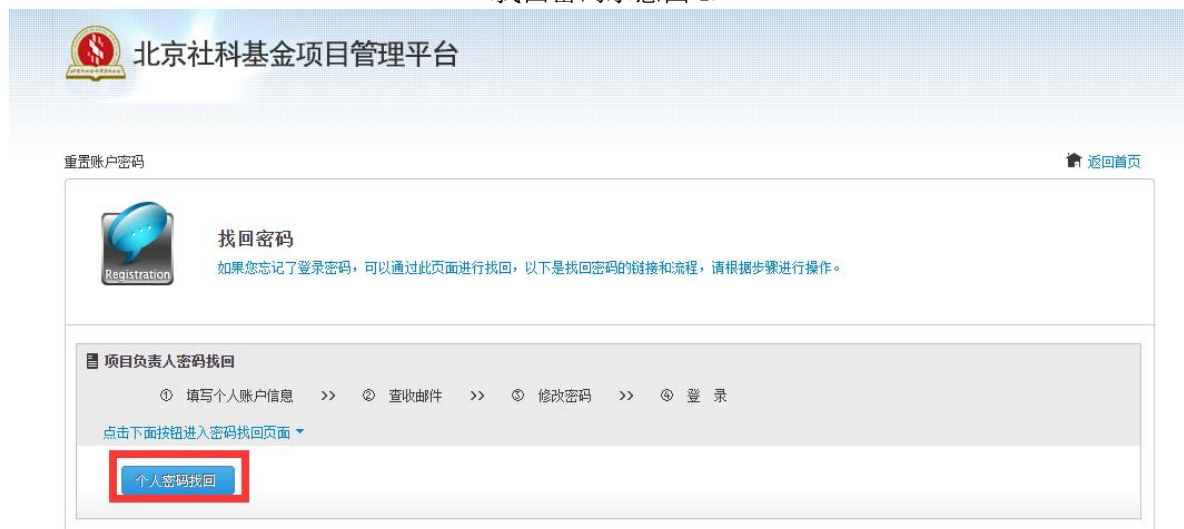 北京社科基金项目管理平台
重置账户密码
返回首页
找回密码
如果您忘记了登录密码，可以通过此页面进行找回，以下是找回密码的链接和流程，请根据步骤进行操作。
Registration
项目负责人密码找回
① 填写个人账户信息 >> ② 查收邮件 >> ③ 修改密码 >> ④ 登 录
点击下面按钮进入密码找回页面
个人密码找回